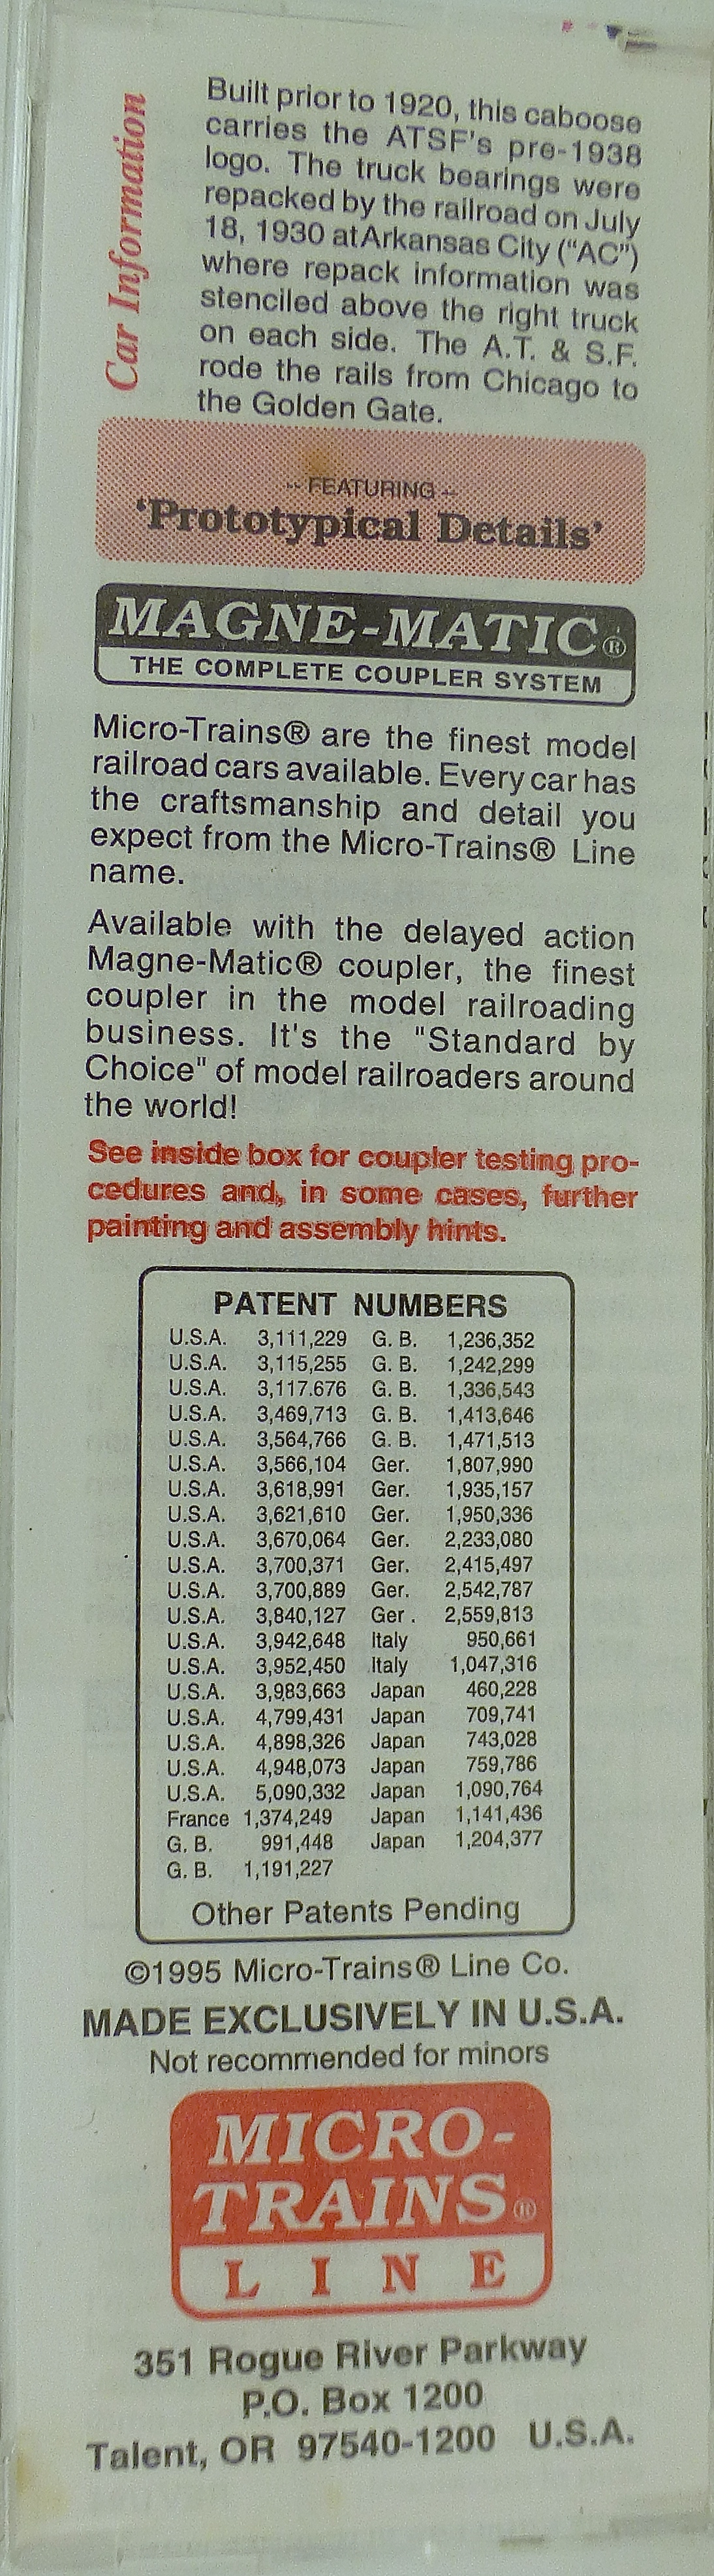 Car Information
Built prior to 1920, this caboose
carries the ATSF's pre-1938
logo. The truck bearings were
repacked by the railroad on July
18, 1930 at Arkansas City ("AC")
where repack information was
stenciled above the right truck
on each side. The A.T. & S.F.
rode the rails from Chicago to
the Golden Gate.
-- FEATURING --
'Prototypical Details'
MAGNE-MATIC®
THE COMPLETE COUPLER SYSTEM
Micro-Trains® are the finest model
railroad cars available. Every car has
the craftsmanship and detail you
expect from the Micro-Trains® Line
name.
Available with the delayed action
Magne-Matic® coupler, the finest
coupler in the model railroading
business. It's the "Standard by
Choice" of model railroaders around
the world!
See inside box for coupler testing pro-
cedures and, in some cases, further
painting and assembly hints.
PATENT NUMBERS
U.S.A. 3,111,229 G. B. 1,236,352
U.S.A. 3,115,255 G. B. 1,242,299
U.S.A. 3,117.676 G. B. 1,336,543
U.S.A. 3,469,713 G. B. 1,413,646
U.S.A. 3,564,766 G. B. 1,471,513
U.S.A. 3,566,104 Ger. 1,807,990
U.S.A. 3,618,991 Ger. 1,935,157
U.S.A. 3,621,610 Ger. 1,950,336
U.S.A. 3,670,064 Ger. 2,233,080
U.S.A. 3,700,371 Ger. 2,415,497
U.S.A. 3,700,889 Ger. 2,542,787
U.S.A. 3,840,127 Ger . 2,559,813
U.S.A. 3,942,648 Italy 950,661
U.S.A. 3,952,450 Italy 1,047,316
U.S.A. 3,983,663 Japan 460,228
U.S.A. 4,799,431 Japan 709,741
U.S.A. 4,898,326 Japan 743,028
U.S.A. 4,948,073 Japan 759,786
U.S.A. 5,090,332 Japan 1,090,764
France 1,374,249 Japan 1,141,436
G. B. 991,448 Japan 1,204,377
G. B. 1,191,227
Other Patents Pending
©1995 Micro-Trains® Line Co.
MADE EXCLUSIVELY IN U.S.A.
Not recommended for minors
MICRO-
TRAINS®
LINE
351 Rogue River Parkway
P.O. Box 1200
Talent, OR 97540-1200 U.S.A.